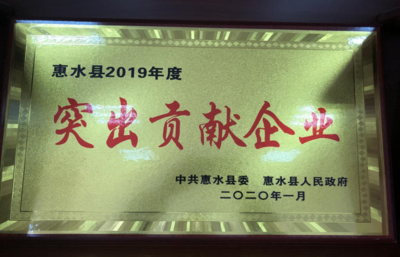 惠水县2019年度
突出贡献企业
中共惠水县委 惠水县人民政府
二〇二〇年一月